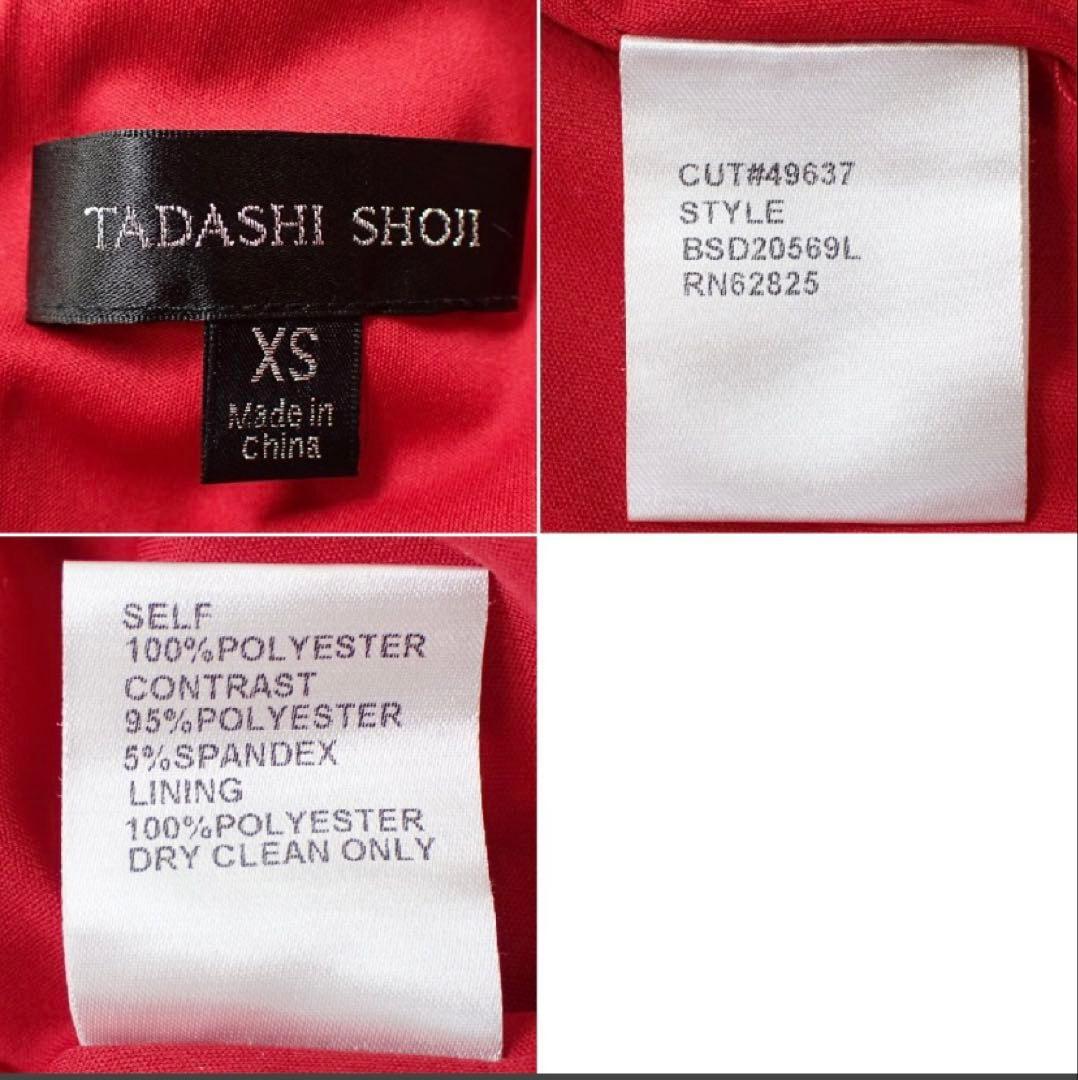 TADASHI SHOJI
XS
Made in
China
CUT#49637
STYLE
BSD20569L
RN62825
SELF
100%POLYESTER
CONTRAST
95%POLYESTER
5%SPANDEX
LINING
100%POLYESTER
DRY CLEAN ONLY